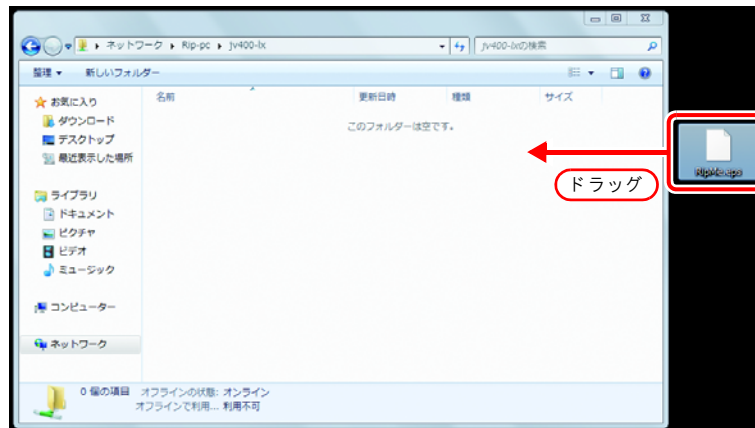 ネットワーク ▸ Rip-pc ▸ jv400-lx
jv400-lxの検索
整理 ▼ 新しいフォルダー
名前 更新日時 種類 サイズ
このフォルダーは空です。
お気に入り
ダウンロード
デスクトップ
最近表示した場所
ライブラリ
ドキュメント
ピクチャ
ビデオ
ミュージック
コンピューター
ネットワーク
ドラッグ
RipMe.eps
0 個の項目 オフラインの状態: オンライン
オフラインで利用... 利用不可